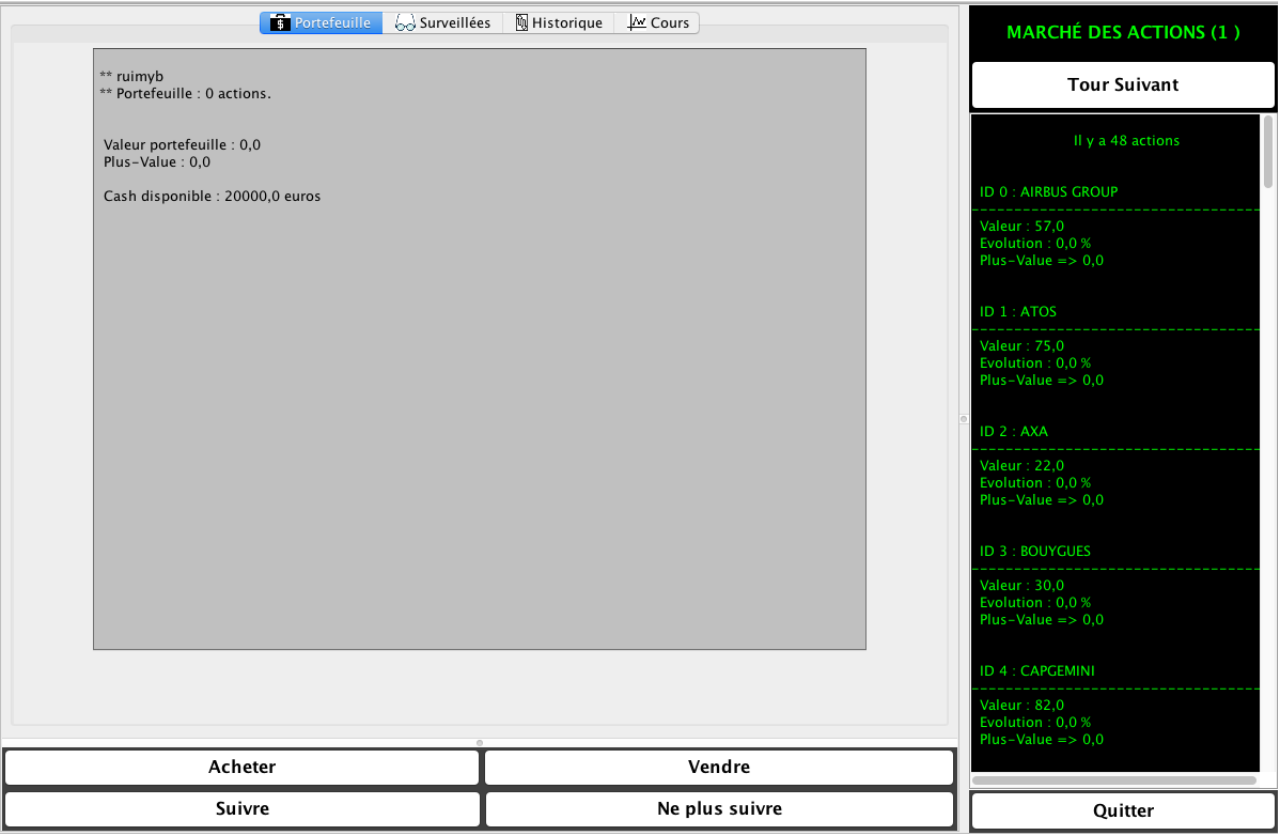 Portefeuille
Surveillées
Historique
Cours
** ruimyb
** Portefeuille : 0 actions.
Valeur portefeuille : 0,0
Plus-Value : 0,0
Cash disponible : 20000,0 euros
Acheter
Vendre
Suivre
Ne plus suivre
MARCHÉ DES ACTIONS (1 )
Tour Suivant
Il y a 48 actions
ID 0 : AIRBUS GROUP
Valeur : 57,0
Evolution : 0,0 %
Plus-Value => 0,0
ID 1 : ATOS
Valeur : 75,0
Evolution : 0,0 %
Plus-Value => 0,0
ID 2 : AXA
Valeur : 22,0
Evolution : 0,0 %
Plus-Value => 0,0
ID 3 : BOUYGUES
Valeur : 30,0
Evolution : 0,0 %
Plus-Value => 0,0
ID 4 : CAPGEMINI
Valeur : 82,0
Evolution : 0,0 %
Plus-Value => 0,0
Quitter